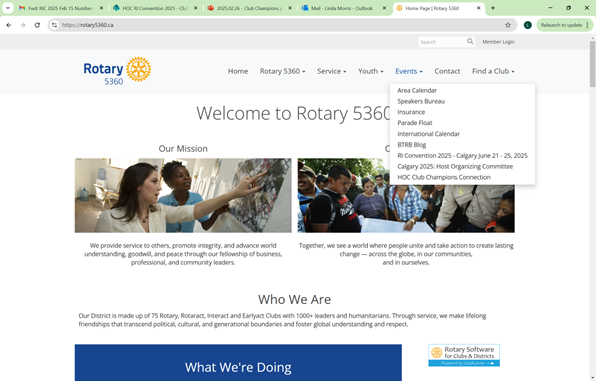 Fwd: RIC 2025 Feb 15 Number
HOC RI Convention 2025 - Club
2025.02.26 - Club Champions.p
Mail - Linda Morris - Outlook
Home Page | Rotary 5360
https://rotary5360.ca
L
Relaunch to update
Search
Member Login
Rotary
5360
Home
Rotary 5360
Service
Youth
Events
Contact
Find a Club
Area Calendar
Speakers Bureau
Insurance
Parade Float
International Calendar
BTRB Blog
RI Convention 2025 - Calgary June 21 - 25, 2025
Calgary 2025: Host Organizing Committee
HOC Club Champions Connection
Welcome to Rotary 5360
Our Mission
We provide service to others, promote integrity, and advance world
understanding, goodwill, and peace through our fellowship of business,
professional, and community leaders.
Together, we see a world where people unite and take action to create lasting
change — across the globe, in our communities,
and in ourselves.
Who We Are
Our District is made up of 75 Rotary, Rotaract, Interact and Earlyact Clubs with 1000+ leaders and humanitarians. Through service, we make lifelong
friendships that transcend political, cultural, and generational boundaries and foster global understanding and respect.
What We're Doing
Rotary Software
for Clubs & Districts